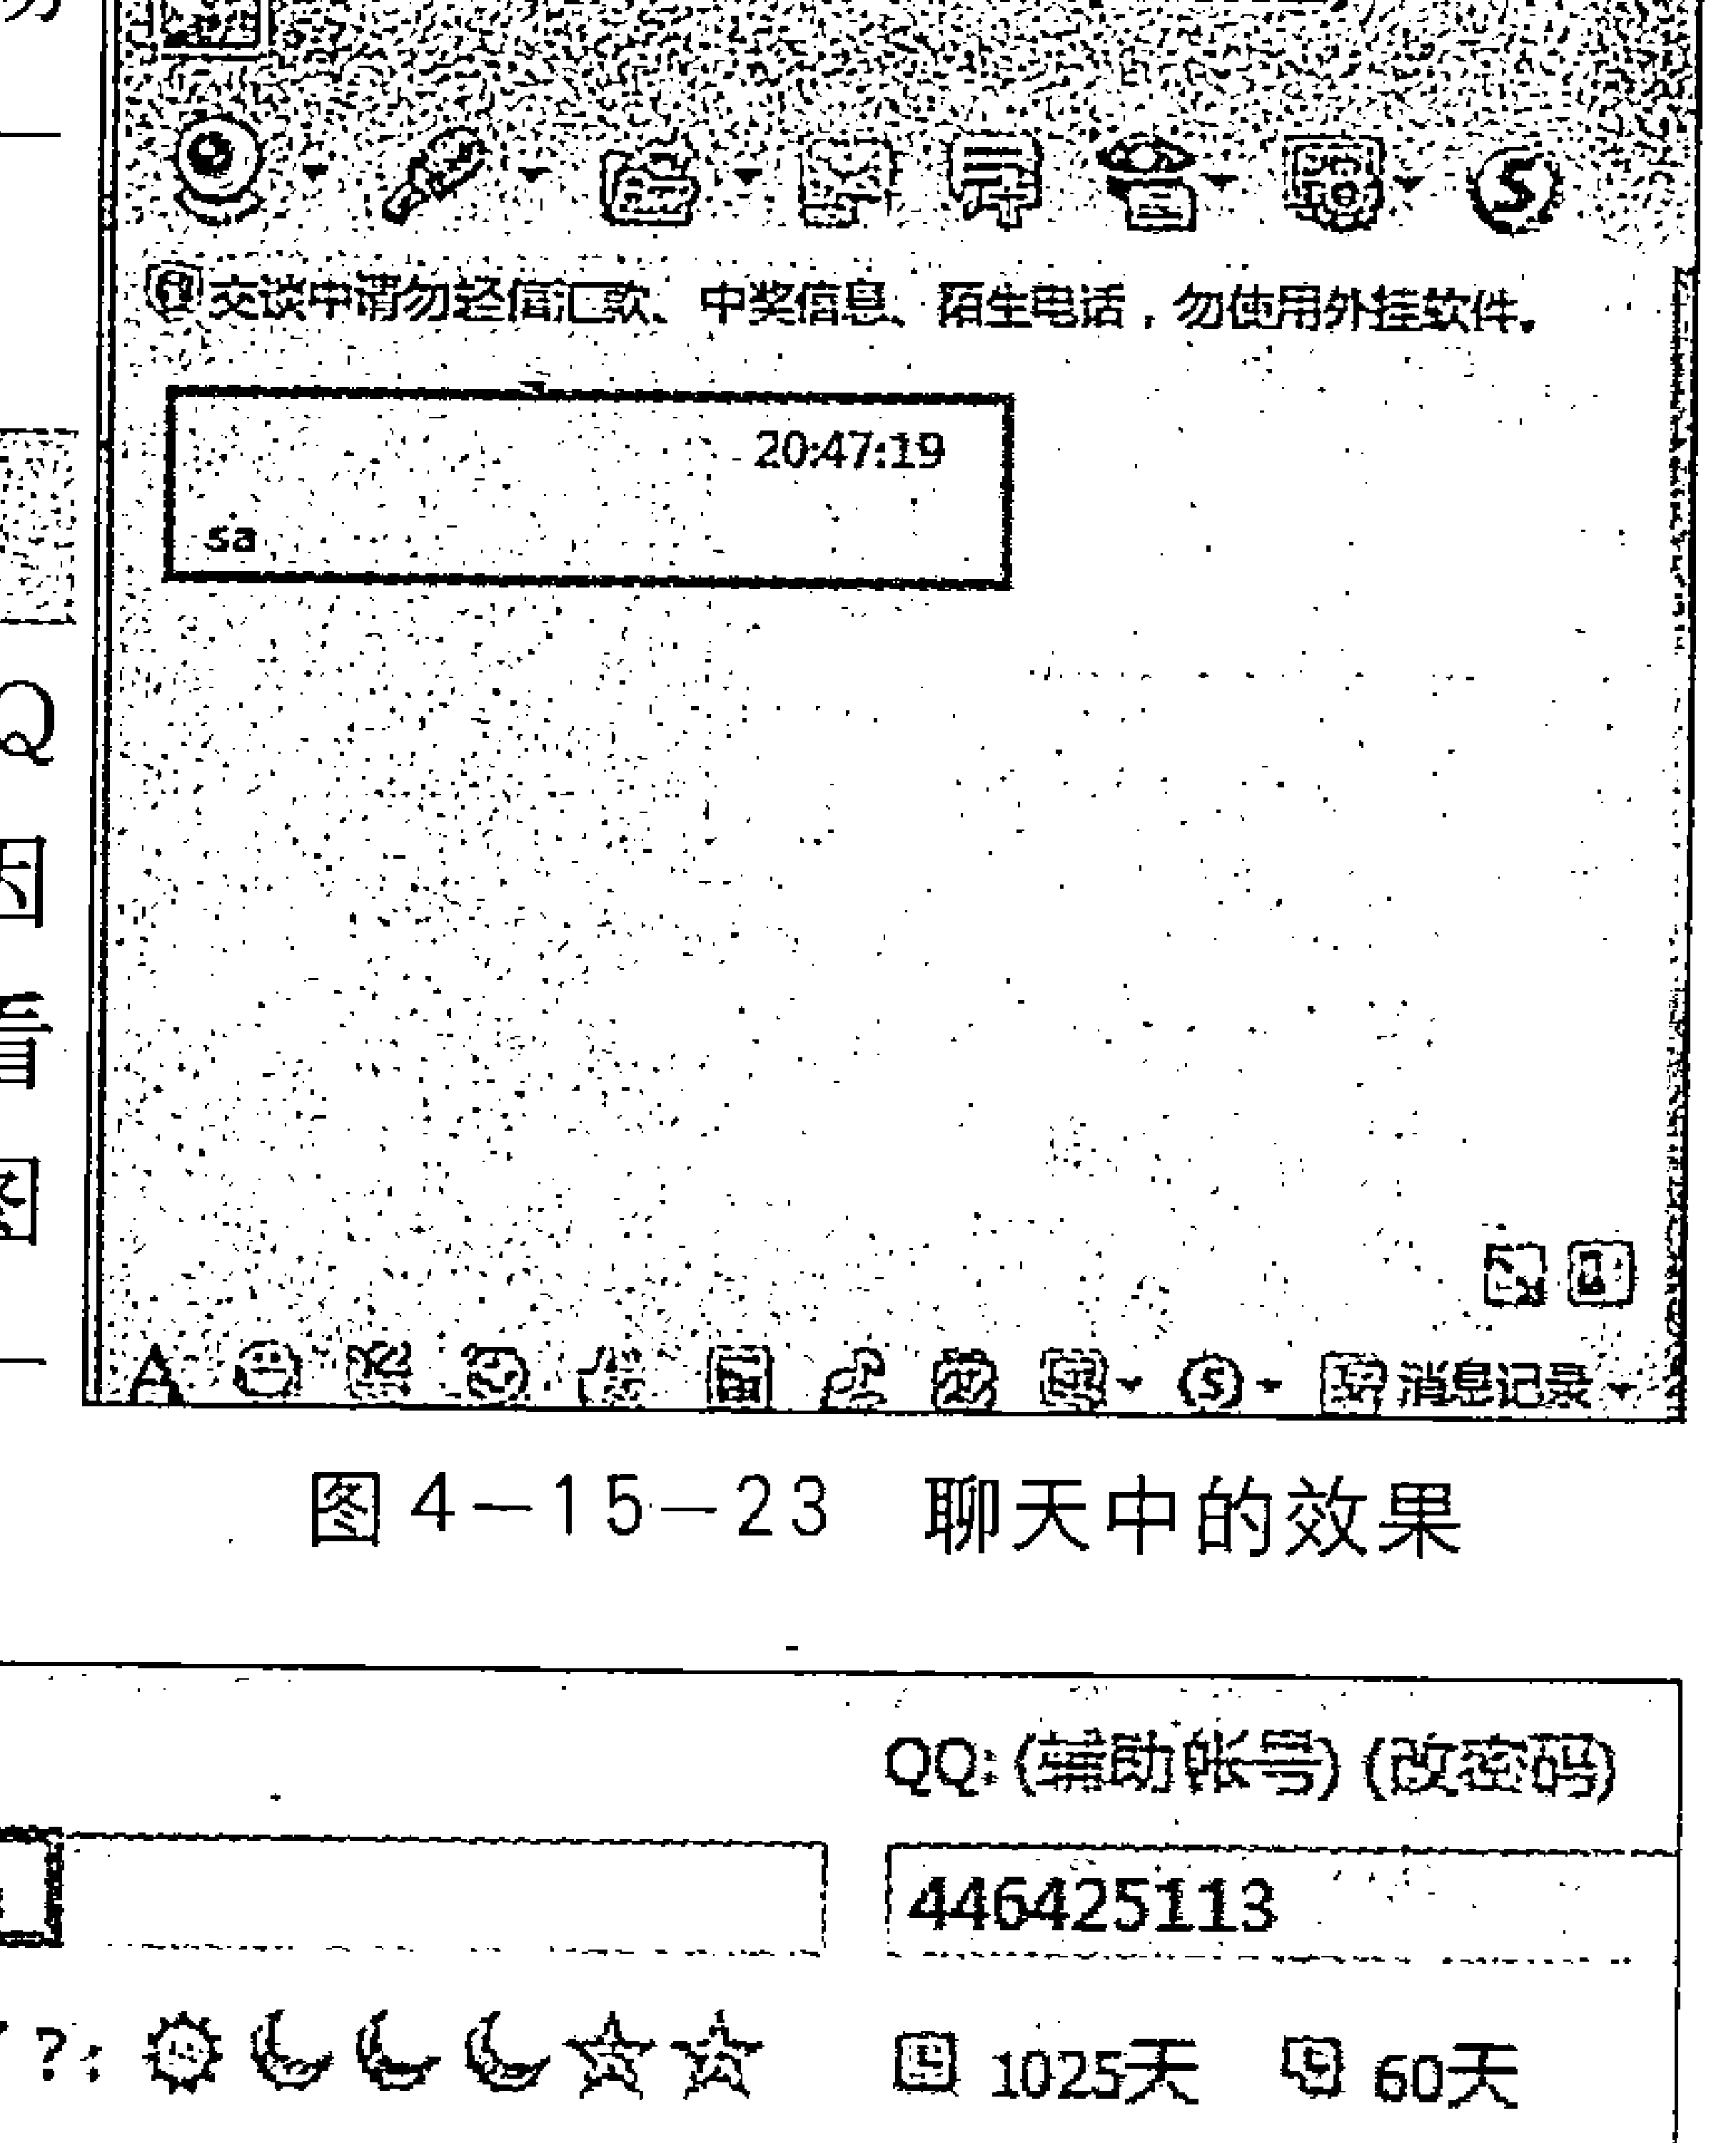 交谈中请勿轻信汇款、中奖信息、陌生电话，勿使用外挂软件。
20:47:19
sa
消息记录
图4－15－23 聊天中的效果
QQ: (辅助帐号) (改密码)
446425113
?:
1025天 60天